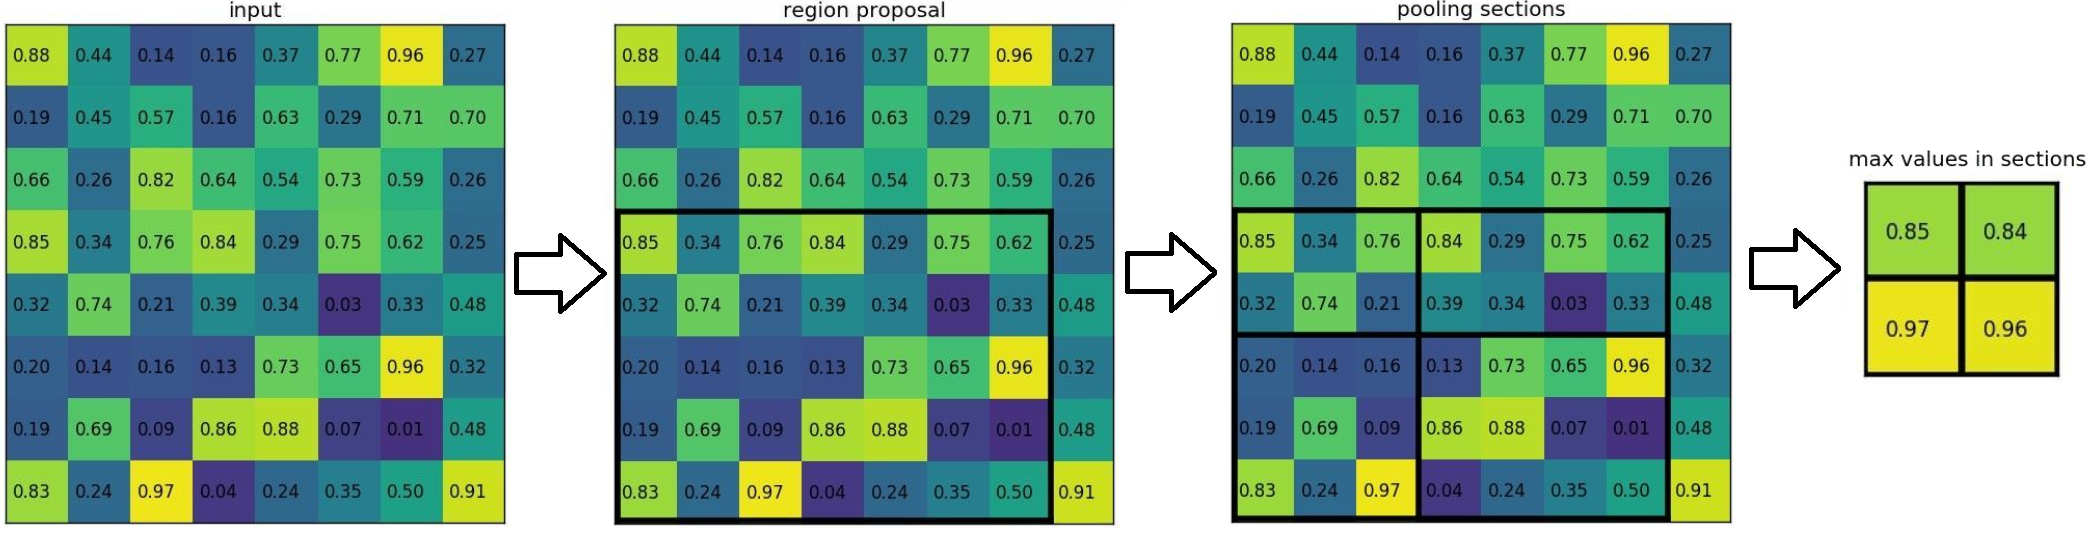 input
0.88 0.44 0.14 0.16 0.37 0.77 0.96 0.27
0.19 0.45 0.57 0.16 0.63 0.29 0.71 0.70
0.66 0.26 0.82 0.64 0.54 0.73 0.59 0.26
0.85 0.34 0.76 0.84 0.29 0.75 0.62 0.25
0.32 0.74 0.21 0.39 0.34 0.03 0.33 0.48
0.20 0.14 0.16 0.13 0.73 0.65 0.96 0.32
0.19 0.69 0.09 0.86 0.88 0.07 0.01 0.48
0.83 0.24 0.97 0.04 0.24 0.35 0.50 0.91
region proposal
0.88 0.44 0.14 0.16 0.37 0.77 0.96 0.27
0.19 0.45 0.57 0.16 0.63 0.29 0.71 0.70
0.66 0.26 0.82 0.64 0.54 0.73 0.59 0.26
0.85 0.34 0.76 0.84 0.29 0.75 0.62 0.25
0.32 0.74 0.21 0.39 0.34 0.03 0.33 0.48
0.20 0.14 0.16 0.13 0.73 0.65 0.96 0.32
0.19 0.69 0.09 0.86 0.88 0.07 0.01 0.48
0.83 0.24 0.97 0.04 0.24 0.35 0.50 0.91
pooling sections
0.88 0.44 0.14 0.16 0.37 0.77 0.96 0.27
0.19 0.45 0.57 0.16 0.63 0.29 0.71 0.70
0.66 0.26 0.82 0.64 0.54 0.73 0.59 0.26
0.85 0.34 0.76 0.84 0.29 0.75 0.62 0.25
0.32 0.74 0.21 0.39 0.34 0.03 0.33 0.48
0.20 0.14 0.16 0.13 0.73 0.65 0.96 0.32
0.19 0.69 0.09 0.86 0.88 0.07 0.01 0.48
0.83 0.24 0.97 0.04 0.24 0.35 0.50 0.91
max values in sections
0.85 0.84
0.97 0.96